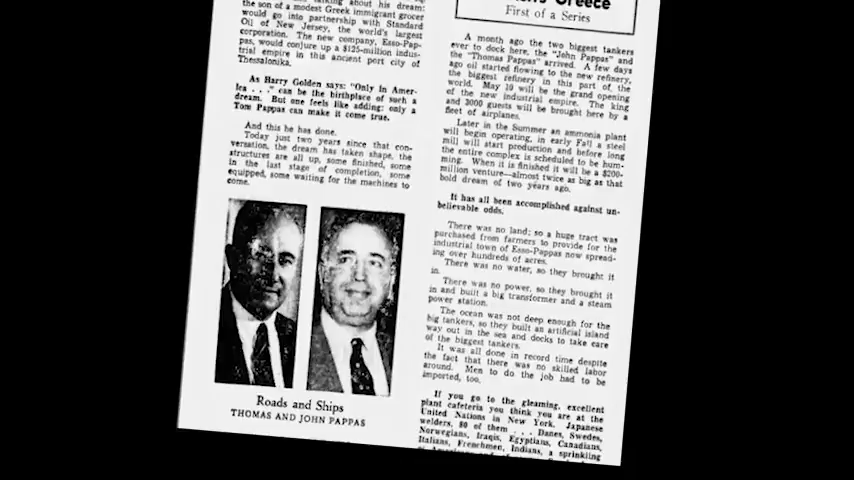 the son of a modest Greek immigrant grocer
would go into partnership with Standard
Oil of New Jersey, the world's largest
corporation. The new company, Esso-Pap-
pas, would conjure up a $125-million indus-
trial empire in this ancient port city of
Thessalonika.
As Harry Golden says: "Only In Amer-
ica . . ." can be the birthplace of such a
dream. But one feels like adding: only a
Tom Pappas can make it come true.
And this he has done.
Today just two years since that con-
versation, the dream has taken shape, the
structures are all up, some finished, some
in the last stage of completion, some
equipped, some waiting for the machines to
come.
Roads and Ships
THOMAS AND JOHN PAPPAS
Greece
First of a Series
A month ago the two biggest tankers
ever to dock here, the "John Pappas" and
the "Thomas Pappas" arrived. A few days
ago oil started flowing to the new refinery,
the biggest refinery in this part of the
world. May 10 will be the grand opening
of the new industrial empire. The king
and 3000 guests will be brought here by a
fleet of airplanes.
Later in the Summer an ammonia plant
will begin operating, in early Fall a steel
mill will start production and before long
the entire complex is scheduled to be hum-
ming. When it is finished it will be a $200-
million venture—almost twice as big as that
bold dream of two years ago.
It has all been accomplished against un-
believable odds.
There was no land; so a huge tract was
purchased from farmers to provide for the
industrial town of Esso-Pappas now spread-
ing over hundreds of acres.
There was no water, so they brought it
in.
There was no power, so they brought it
in and built a big transformer and a steam
power station.
The ocean was not deep enough for the
big tankers, so they built an artificial island
way out in the sea and docks to take care
of the biggest tankers.
It was all done in record time despite
the fact that there was no skilled labor
around. Men to do the job had to be
imported, too.
If you go to the gleaming, excellent
plant cafeteria you think you are at the
United Nations in New York. Japanese
welders, 80 of them . . . Danes, Swedes,
Norwegians, Iraqis, Egyptians, Canadians,
Italians, Frenchmen, Indians, a sprinkling